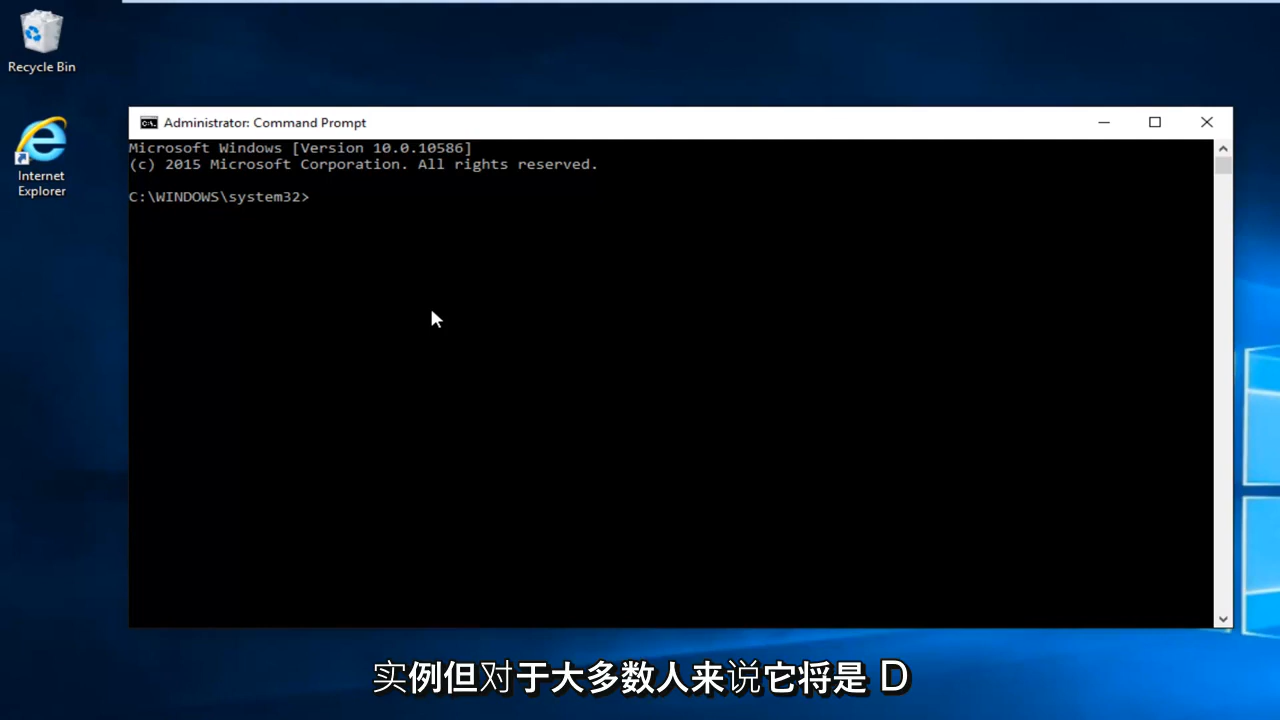 Recycle Bin
Internet
Explorer
Administrator: Command Prompt
Microsoft Windows [Version 10.0.10586]
(c) 2015 Microsoft Corporation. All rights reserved.
C:\WINDOWS\system32>
实例但对于大多数人来说它将是 D